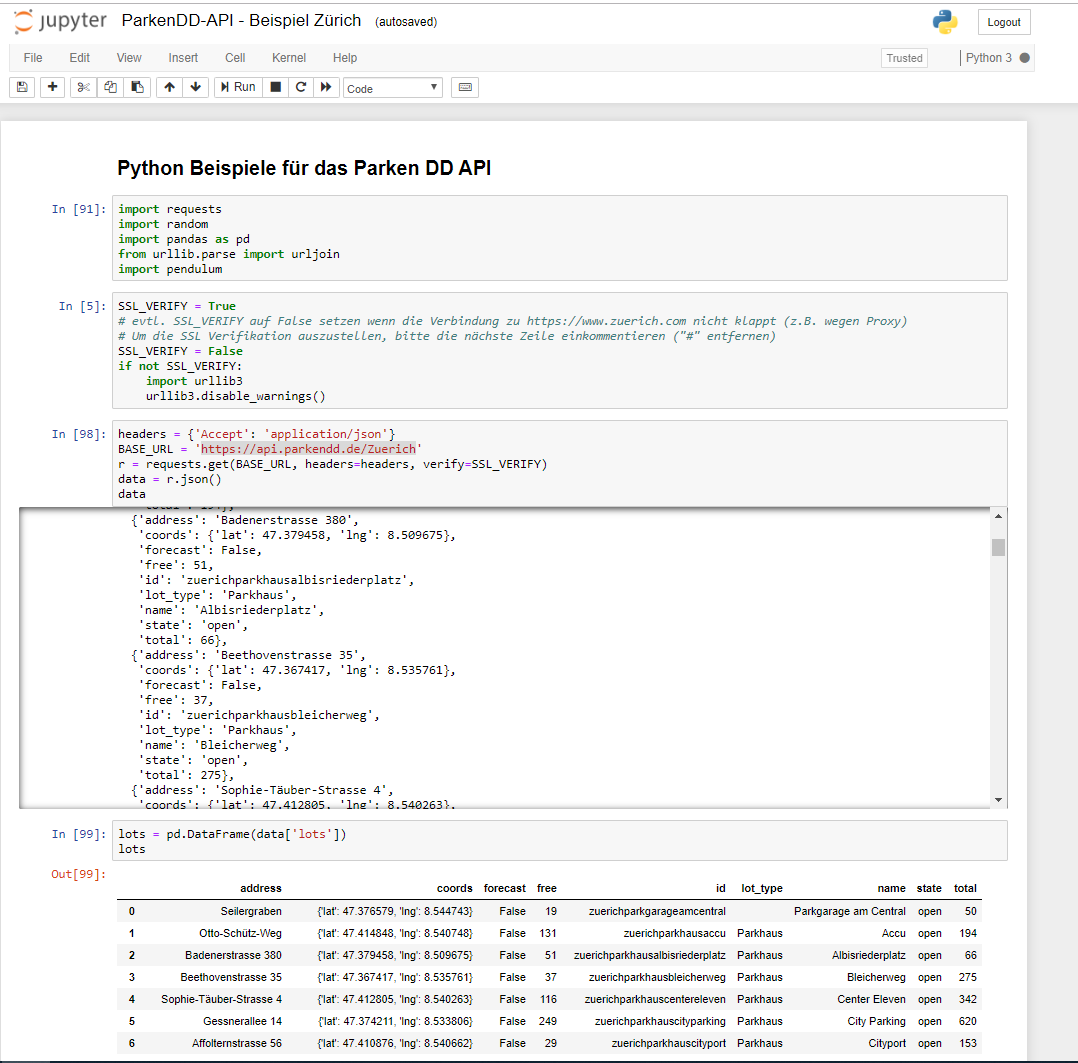 jupyter ParkenDD-API - Beispiel Zürich (autosaved)
Logout
File Edit View Insert Cell Kernel Help Trusted Python 3
Run Code
Python Beispiele für das Parken DD API
In [91]: import requests
import random
import pandas as pd
from urllib.parse import urljoin
import pendulum
In [5]: SSL_VERIFY = True
# evtl. SSL_VERIFY auf False setzen wenn die Verbindung zu https://www.zuerich.com nicht klappt (z.B. wegen Proxy)
# Um die SSL Verifikation auszustellen, bitte die nächste Zeile einkommentieren ("#" entfernen)
SSL_VERIFY = False
if not SSL_VERIFY:
    import urllib3
    urllib3.disable_warnings()
In [98]: headers = {'Accept': 'application/json'}
BASE_URL = 'https://api.parkendd.de/Zuerich'
r = requests.get(BASE_URL, headers=headers, verify=SSL_VERIFY)
data = r.json()
data
'total': 194},
{'address': 'Badenerstrasse 380',
'coords': {'lat': 47.379458, 'lng': 8.509675},
'forecast': False,
'free': 51,
'id': 'zuerichparkhausalbisriederplatz',
'lot_type': 'Parkhaus',
'name': 'Albisriederplatz',
'state': 'open',
'total': 66},
{'address': 'Beethovenstrasse 35',
'coords': {'lat': 47.367417, 'lng': 8.535761},
'forecast': False,
'free': 37,
'id': 'zuerichparkhausbleicherweg',
'lot_type': 'Parkhaus',
'name': 'Bleicherweg',
'state': 'open',
'total': 275},
{'address': 'Sophie-Täuber-Strasse 4',
'coords': {'lat': 47.412805, 'lng': 8.540263},
In [99]: lots = pd.DataFrame(data['lots'])
lots
Out[99]:
address coords forecast free id lot_type name state total
0 Seilergraben {'lat': 47.376579, 'lng': 8.544743} False 19 zuerichparkgarageamcentral Parkgarage am Central open 50
1 Otto-Schütz-Weg {'lat': 47.414848, 'lng': 8.540748} False 131 zuerichparkhausaccu Parkhaus Accu open 194
2 Badenerstrasse 380 {'lat': 47.379458, 'lng': 8.509675} False 51 zuerichparkhausalbisriederplatz Parkhaus Albisriederplatz open 66
3 Beethovenstrasse 35 {'lat': 47.367417, 'lng': 8.535761} False 37 zuerichparkhausbleicherweg Parkhaus Bleicherweg open 275
4 Sophie-Täuber-Strasse 4 {'lat': 47.412805, 'lng': 8.540263} False 116 zuerichparkhauscentereleven Parkhaus Center Eleven open 342
5 Gessnerallee 14 {'lat': 47.374211, 'lng': 8.533806} False 249 zuerichparkhauscityparking Parkhaus City Parking open 620
6 Affolternstrasse 56 {'lat': 47.410876, 'lng': 8.540662} False 29 zuerichparkhauscityport Parkhaus Cityport open 153